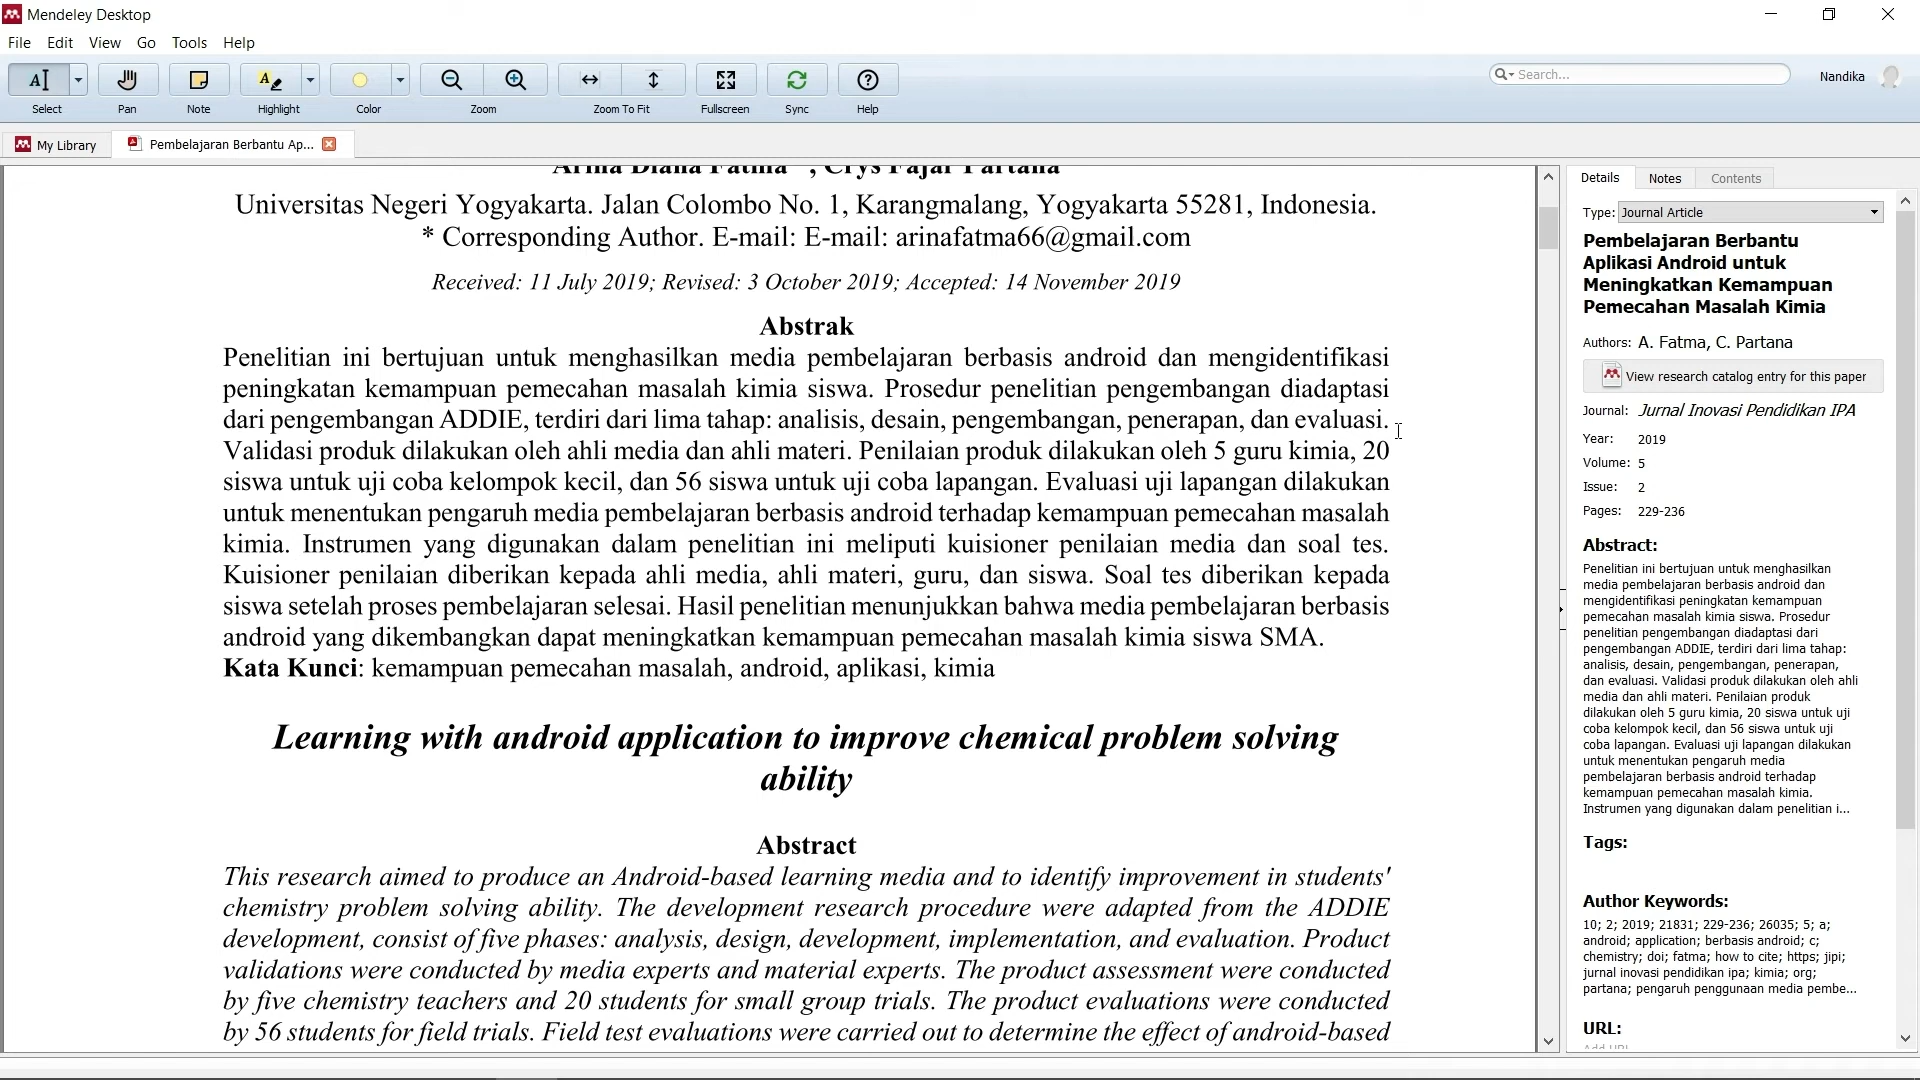 Mendeley Desktop
File Edit View Go Tools Help
Select Pan Note Highlight Color Zoom Zoom To Fit Fullscreen Sync Help
Search...
Nandika
My Library
Pembelajaran Berbantu Ap...
Arina Diana Fatma , Crys Fajar Partana
Universitas Negeri Yogyakarta. Jalan Colombo No. 1, Karangmalang, Yogyakarta 55281, Indonesia.
* Corresponding Author. E-mail: E-mail: arinafatma66@gmail.com
Received: 11 July 2019; Revised: 3 October 2019; Accepted: 14 November 2019
Abstrak
Penelitian ini bertujuan untuk menghasilkan media pembelajaran berbasis android dan mengidentifikasi
peningkatan kemampuan pemecahan masalah kimia siswa. Prosedur penelitian pengembangan diadaptasi
dari pengembangan ADDIE, terdiri dari lima tahap: analisis, desain, pengembangan, penerapan, dan evaluasi.
Validasi produk dilakukan oleh ahli media dan ahli materi. Penilaian produk dilakukan oleh 5 guru kimia, 20
siswa untuk uji coba kelompok kecil, dan 56 siswa untuk uji coba lapangan. Evaluasi uji lapangan dilakukan
untuk menentukan pengaruh media pembelajaran berbasis android terhadap kemampuan pemecahan masalah
kimia. Instrumen yang digunakan dalam penelitian ini meliputi kuisioner penilaian media dan soal tes.
Kuisioner penilaian diberikan kepada ahli media, ahli materi, guru, dan siswa. Soal tes diberikan kepada
siswa setelah proses pembelajaran selesai. Hasil penelitian menunjukkan bahwa media pembelajaran berbasis
android yang dikembangkan dapat meningkatkan kemampuan pemecahan masalah kimia siswa SMA.
Kata Kunci: kemampuan pemecahan masalah, android, aplikasi, kimia
Learning with android application to improve chemical problem solving
ability
Abstract
This research aimed to produce an Android-based learning media and to identify improvement in students'
chemistry problem solving ability. The development research procedure were adapted from the ADDIE
development, consist of five phases: analysis, design, development, implementation, and evaluation. Product
validations were conducted by media experts and material experts. The product assessment were conducted
by five chemistry teachers and 20 students for small group trials. The product evaluations were conducted
by 56 students for field trials. Field test evaluations were carried out to determine the effect of android-based
Details Notes Contents
Type: Journal Article
Pembelajaran Berbantu
Aplikasi Android untuk
Meningkatkan Kemampuan
Pemecahan Masalah Kimia
Authors: A. Fatma, C. Partana
View research catalog entry for this paper
Journal: Jurnal Inovasi Pendidikan IPA
Year: 2019
Volume: 5
Issue: 2
Pages: 229-236
Abstract:
Penelitian ini bertujuan untuk menghasilkan
media pembelajaran berbasis android dan
mengidentifikasi peningkatan kemampuan
pemecahan masalah kimia siswa. Prosedur
penelitian pengembangan diadaptasi dari
pengembangan ADDIE, terdiri dari lima tahap:
analisis, desain, pengembangan, penerapan,
dan evaluasi. Validasi produk dilakukan oleh ahli
media dan ahli materi. Penilaian produk
dilakukan oleh 5 guru kimia, 20 siswa untuk uji
coba kelompok kecil, dan 56 siswa untuk uji
coba lapangan. Evaluasi uji lapangan dilakukan
untuk menentukan pengaruh media
pembelajaran berbasis android terhadap
kemampuan pemecahan masalah kimia.
Instrumen yang digunakan dalam penelitian i...
Tags:
Author Keywords:
10; 2; 2019; 21831; 229-236; 26035; 5; a;
android; application; berbasis android; c;
chemistry; doi; fatma; how to cite; https; jipi;
jurnal inovasi pendidikan ipa; kimia; org;
partana; pengaruh penggunaan media pembe...
URL:
Add URL